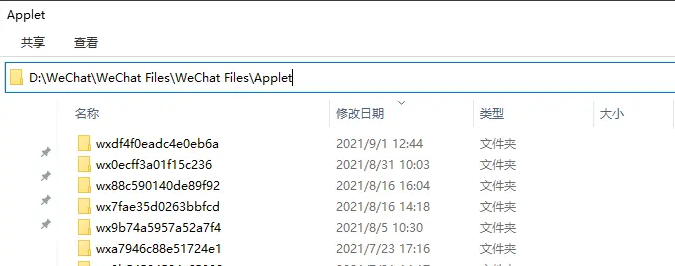 Applet
共享 查看
D:\WeChat\WeChat Files\WeChat Files\Applet
名称 修改日期 类型 大小
wxdf4f0eadc4e0eb6a 2021/9/1 12:44 文件夹
wx0ecff3a01f15c236 2021/8/31 10:03 文件夹
wx88c590140de89f92 2021/8/16 16:04 文件夹
wx7fae35d0263bbfcd 2021/8/16 14:18 文件夹
wx9b74a5957a52a7f4 2021/8/5 10:30 文件夹
wxa7946c88e51724e1 2021/7/23 17:16 文件夹